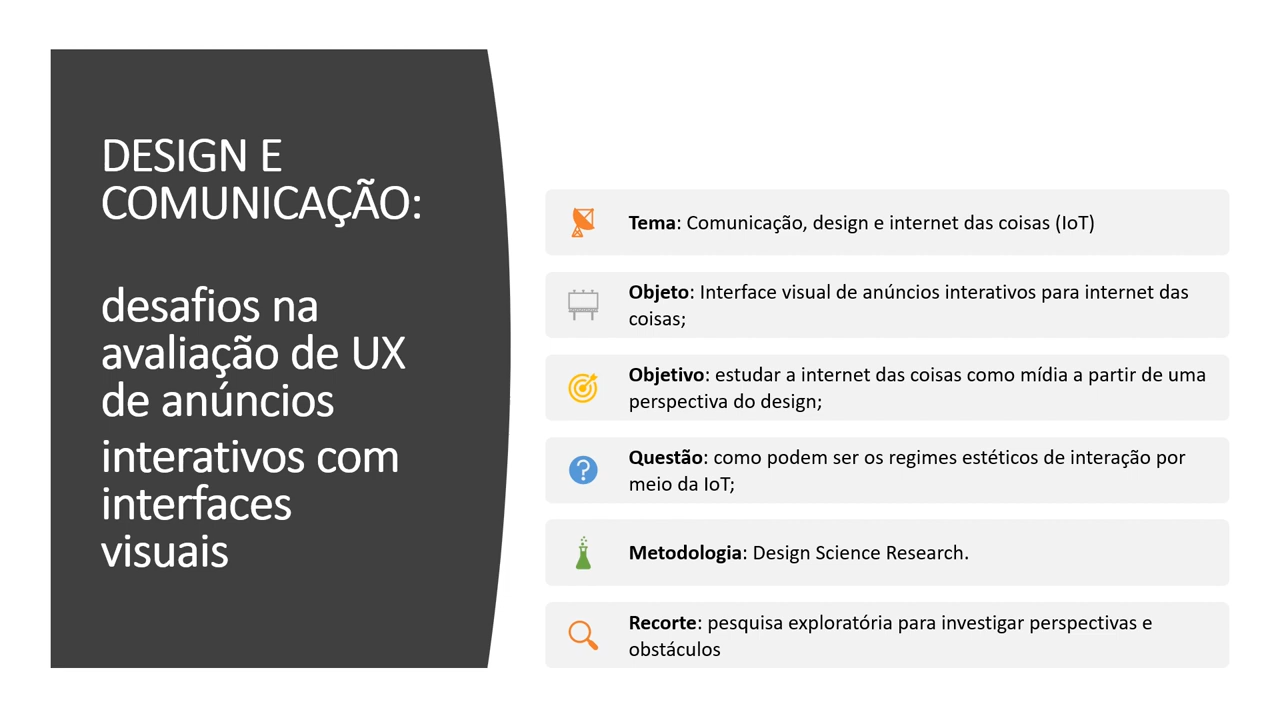 DESIGN E
COMUNICAÇÃO:
desafios na
avaliação de UX
de anúncios
interativos com
interfaces
visuais
Tema: Comunicação, design e internet das coisas (IoT)
Objeto: Interface visual de anúncios interativos para internet das
coisas;
Objetivo: estudar a internet das coisas como mídia a partir de uma
perspectiva do design;
Questão: como podem ser os regimes estéticos de interação por
meio da IoT;
Metodologia: Design Science Research.
Recorte: pesquisa exploratória para investigar perspectivas e
obstáculos